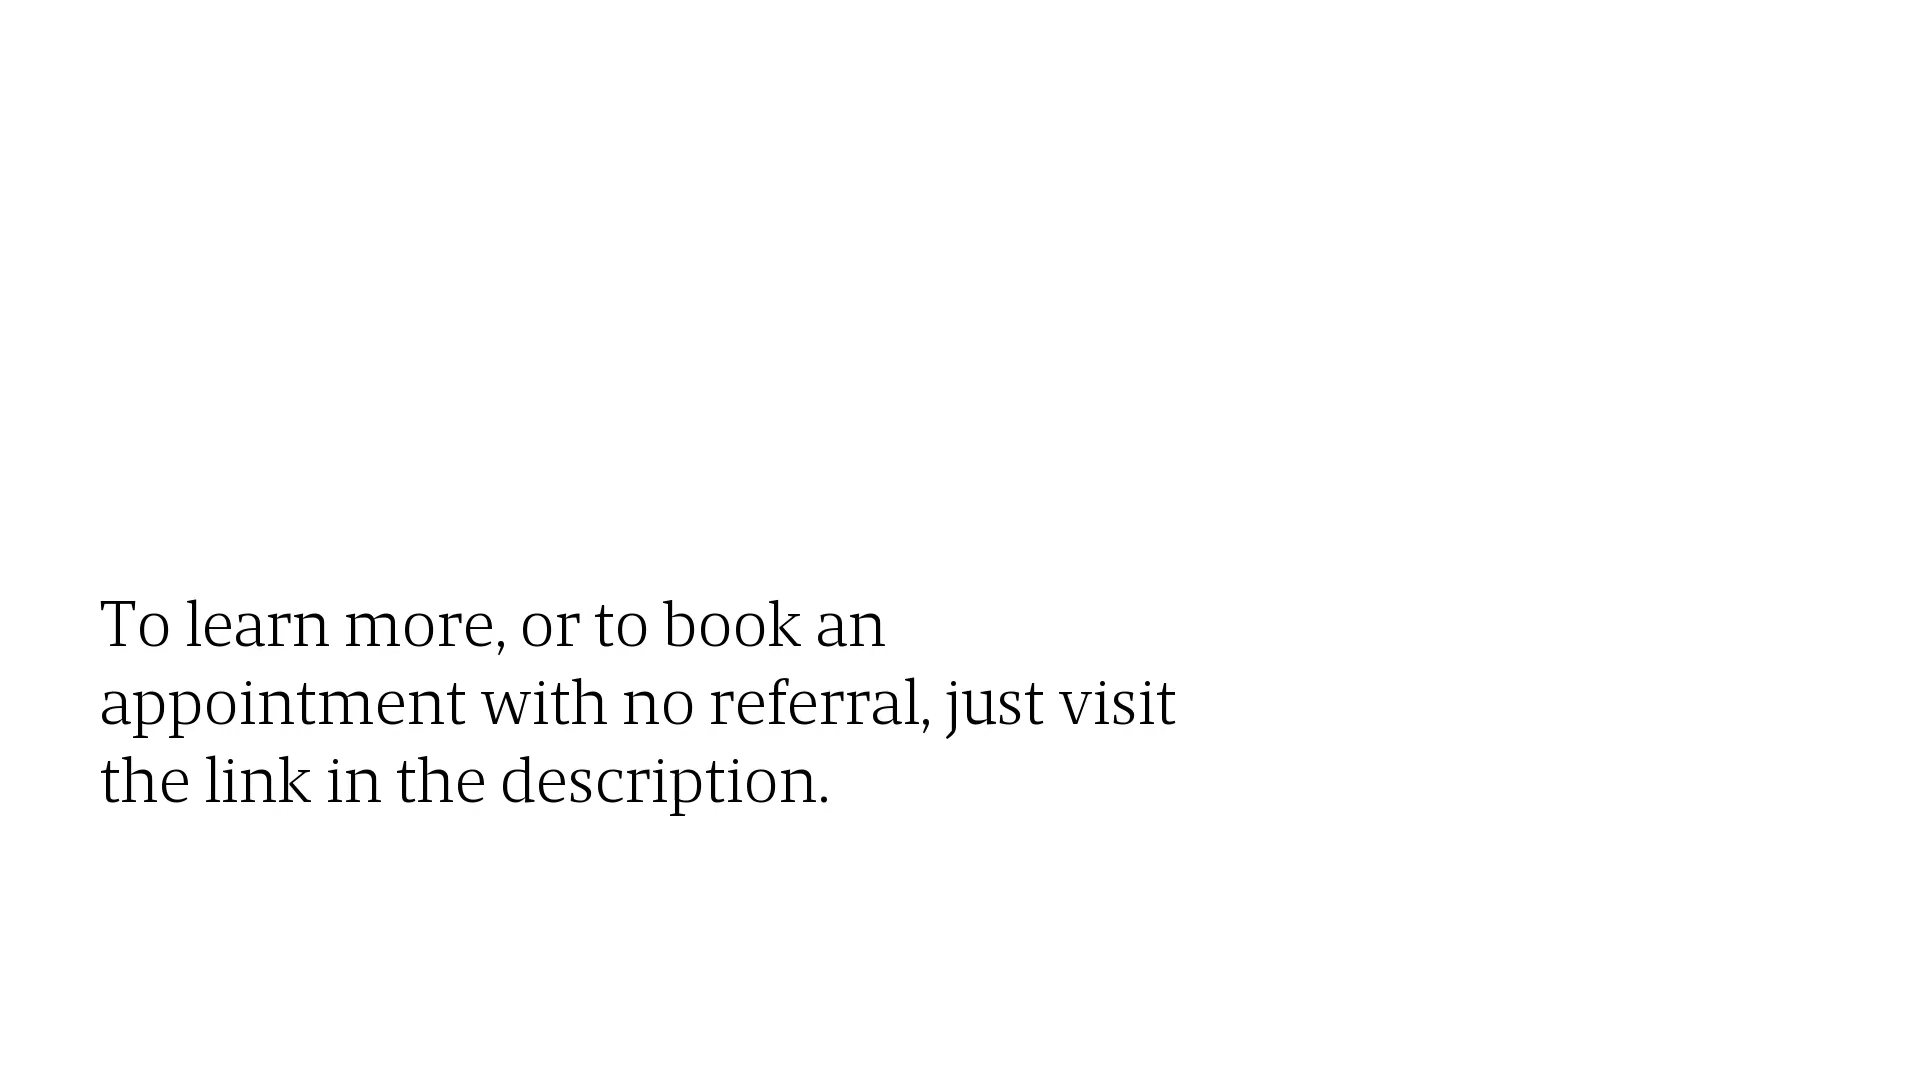 To learn more, or to book an
appointment with no referral, just visit
the link in the description.